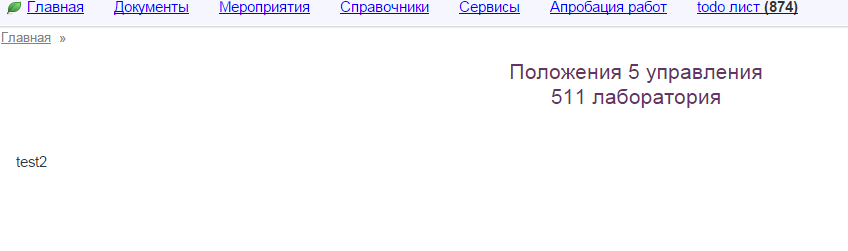 Главная Документы Мероприятия Справочники Сервисы Апробация работ todo лист (874)
Главная »
Положения 5 управления
511 лаборатория
test2